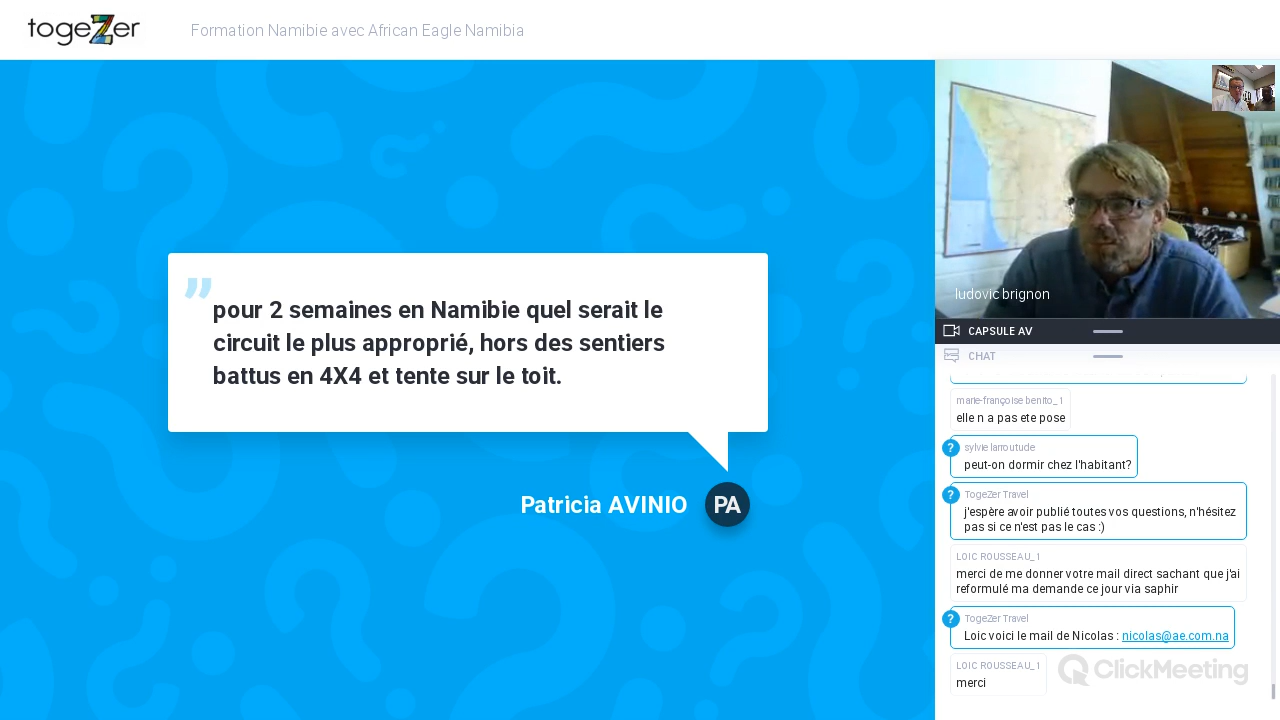 togeZer
Formation Namibie avec African Eagle Namibia
pour 2 semaines en Namibie quel serait le
circuit le plus approprié, hors des sentiers
battus en 4X4 et tente sur le toit.
Patricia AVINIO
PA
ludovic brignon
CAPSULE AV
CHAT
marie-françoise benito_1
elle n a pas ete pose
?
sylvie larroutude
peut-on dormir chez l'habitant?
?
TogeZer Travel
j'espère avoir publié toutes vos questions, n'hésitez
pas si ce n'est pas le cas :)
LOIC ROUSSEAU_1
merci de me donner votre mail direct sachant que j'ai
reformulé ma demande ce jour via saphir
?
TogeZer Travel
Loic voici le mail de Nicolas : nicolas@ae.com.na
LOIC ROUSSEAU_1
merci
ClickMeeting